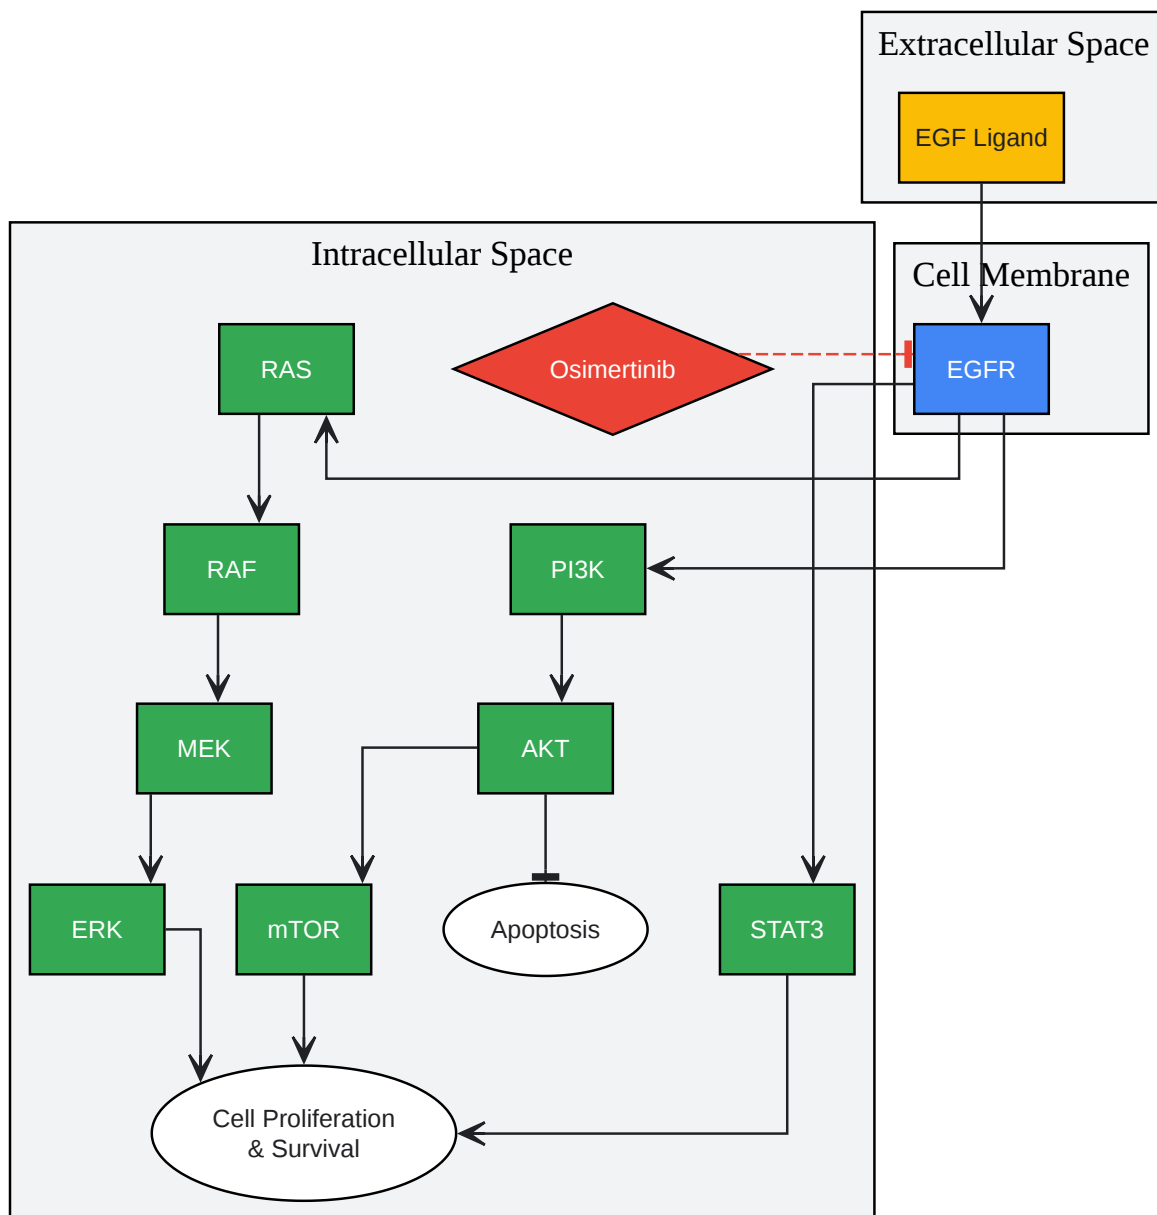 Extracellular Space
EGF Ligand
Intracellular Space
Cell Membrane
RAS
Osimertinib
EGFR
RAF
PI3K
MEK
AKT
ERK
mTOR
Apoptosis
STAT3
Cell Proliferation
& Survival